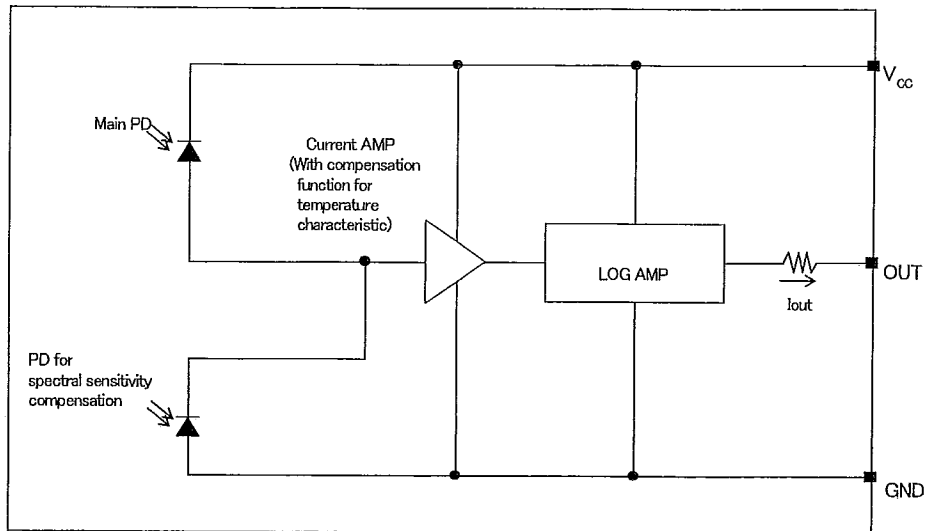 V_CC
Main PD
Current AMP
(With compensation
function for
temperature
characteristic)
LOG AMP
OUT
Iout
PD for
spectral sensitivity
compensation
GND